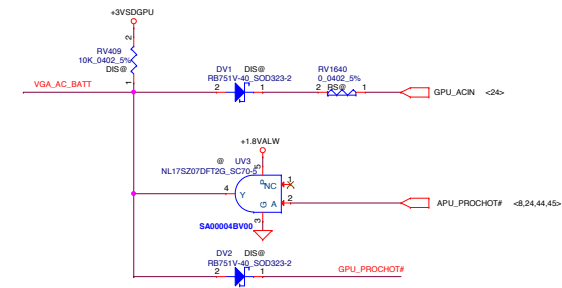 +3VSDGPU
2
RV409
10K_0402_5%
DIS@
1
VGA_AC_BATT
DV1 DIS@
RB751V-40_SOD323-2
2 1
RV1640
0_0402_5%
RS@
2 1
GPU_ACIN <24>
+1.8VALW
@ UV3
NL17SZ07DFT2G_SC70-5
5
P
NC 1
4 Y
A 2
G
3
APU_PROCHOT# <8,24,44,45>
SA00004BV00
DV2 DIS@
RB751V-40_SOD323-2
2 1
GPU_PROCHOT#